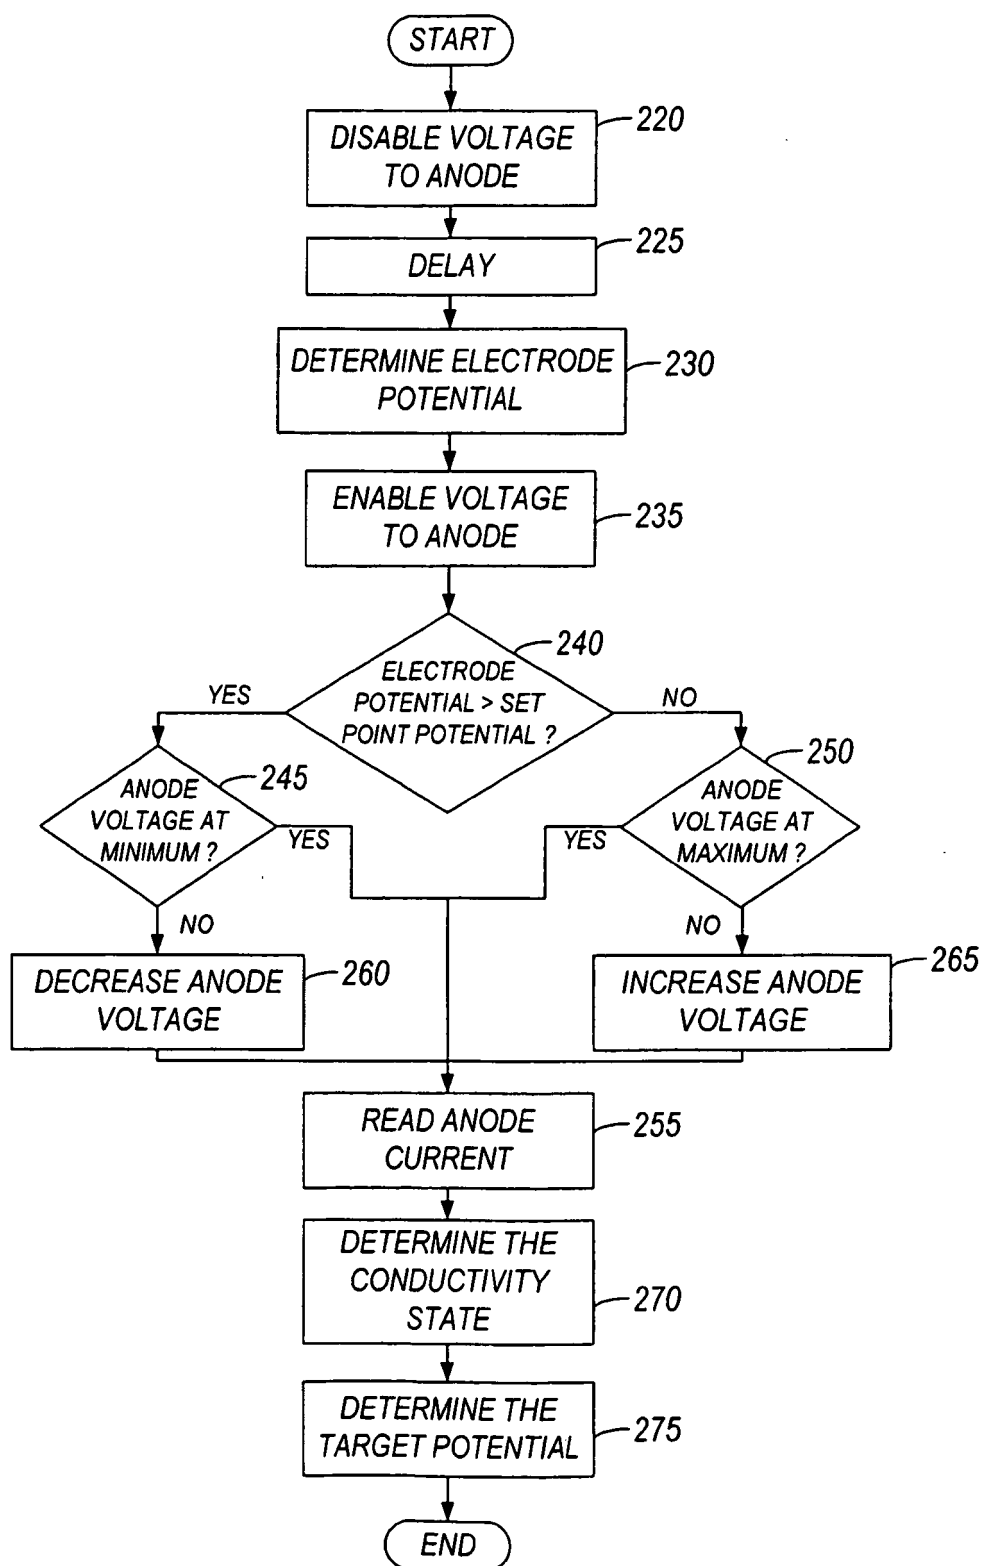 START
DISABLE VOLTAGE
TO ANODE
220
DELAY
225
DETERMINE ELECTRODE
POTENTIAL
230
ENABLE VOLTAGE
TO ANODE
235
ELECTRODE
POTENTIAL > SET
POINT POTENTIAL ?
240
YES
NO
ANODE
VOLTAGE AT
MINIMUM ?
245
YES
NO
ANODE
VOLTAGE AT
MAXIMUM ?
250
YES
NO
DECREASE ANODE
VOLTAGE
260
INCREASE ANODE
VOLTAGE
265
READ ANODE
CURRENT
255
DETERMINE THE
CONDUCTIVITY
STATE
270
DETERMINE THE
TARGET POTENTIAL
275
END